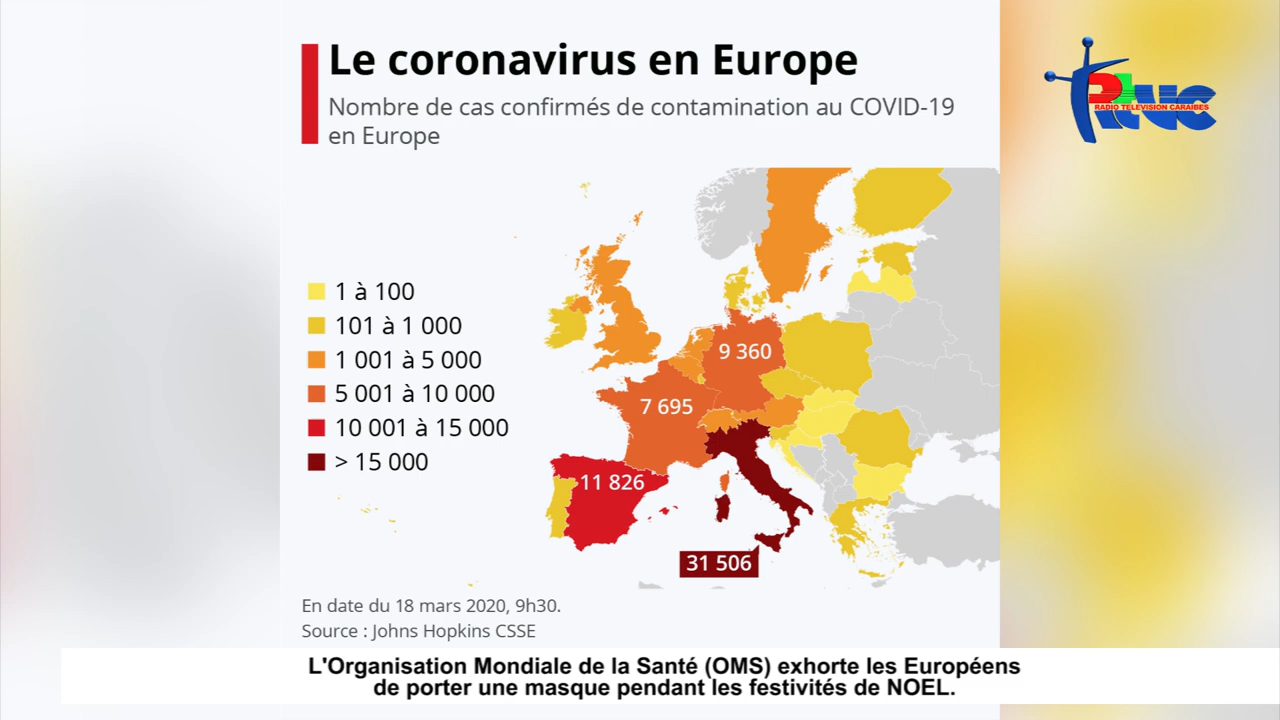 Le coronavirus en Europe
Nombre de cas confirmés de contamination au COVID-19
en Europe
RTVC
RADIO TELEVISION CARAIBES
1 à 100
101 à 1 000
1 001 à 5 000
5 001 à 10 000
10 001 à 15 000
> 15 000
9 360
7 695
11 826
31 506
En date du 18 mars 2020, 9h30.
Source : Johns Hopkins CSSE
L'Organisation Mondiale de la Santé (OMS) exhorte les Européens
de porter une masque pendant les festivités de NOEL.